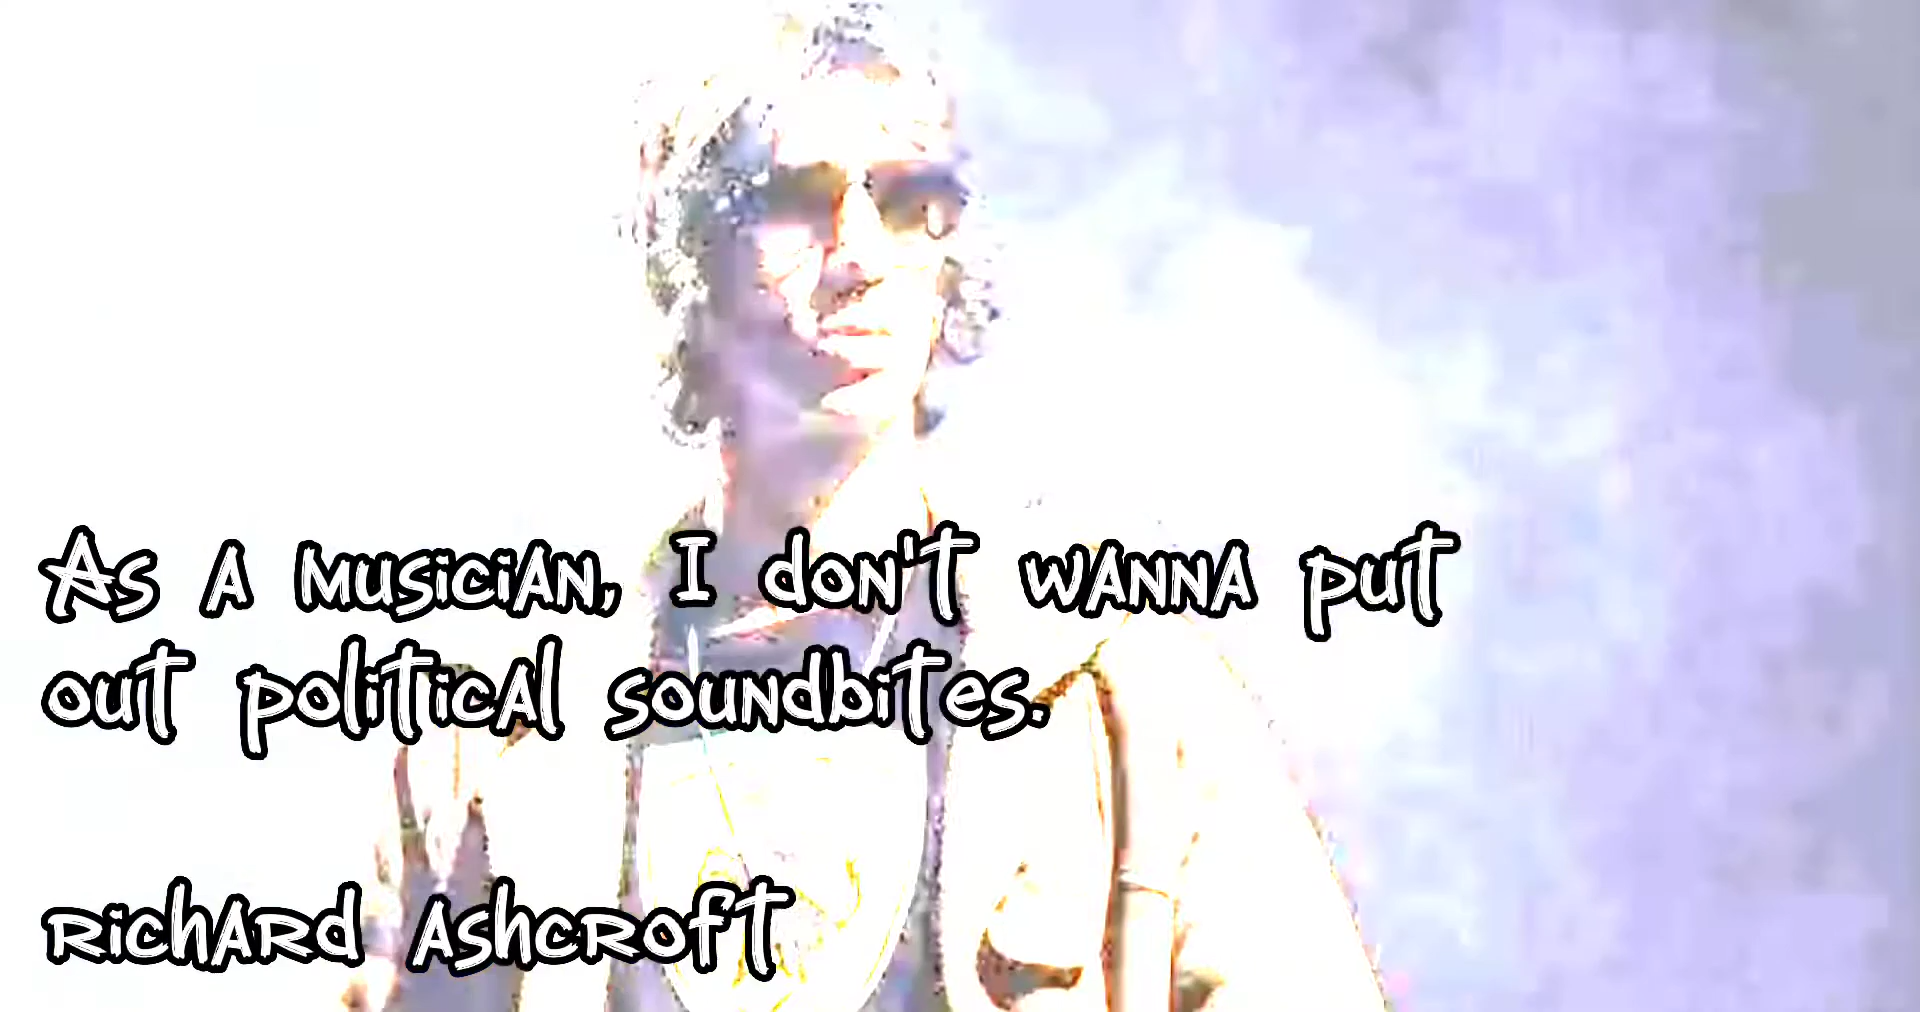 As a musician, I don't wanna put
out political soundbites.
Richard Ashcroft